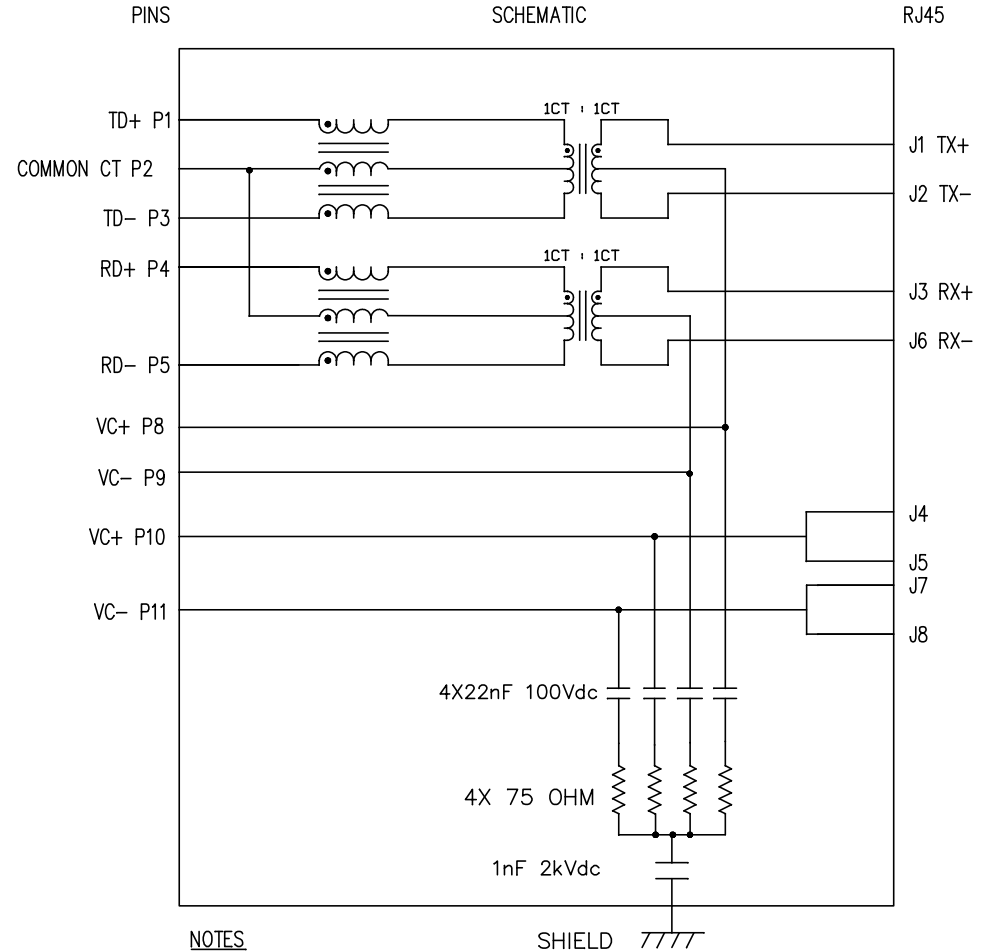 PINS SCHEMATIC RJ45
1CT : 1CT
TD+ P1
J1 TX+
COMMON CT P2
J2 TX-
TD- P3
1CT : 1CT
RD+ P4
J3 RX+
J6 RX-
RD- P5
VC+ P8
VC- P9
J4
VC+ P10
J5
J7
VC- P11
J8
4X22nF 100Vdc
4X 75 OHM
1nF 2kVdc
NOTES SHIELD